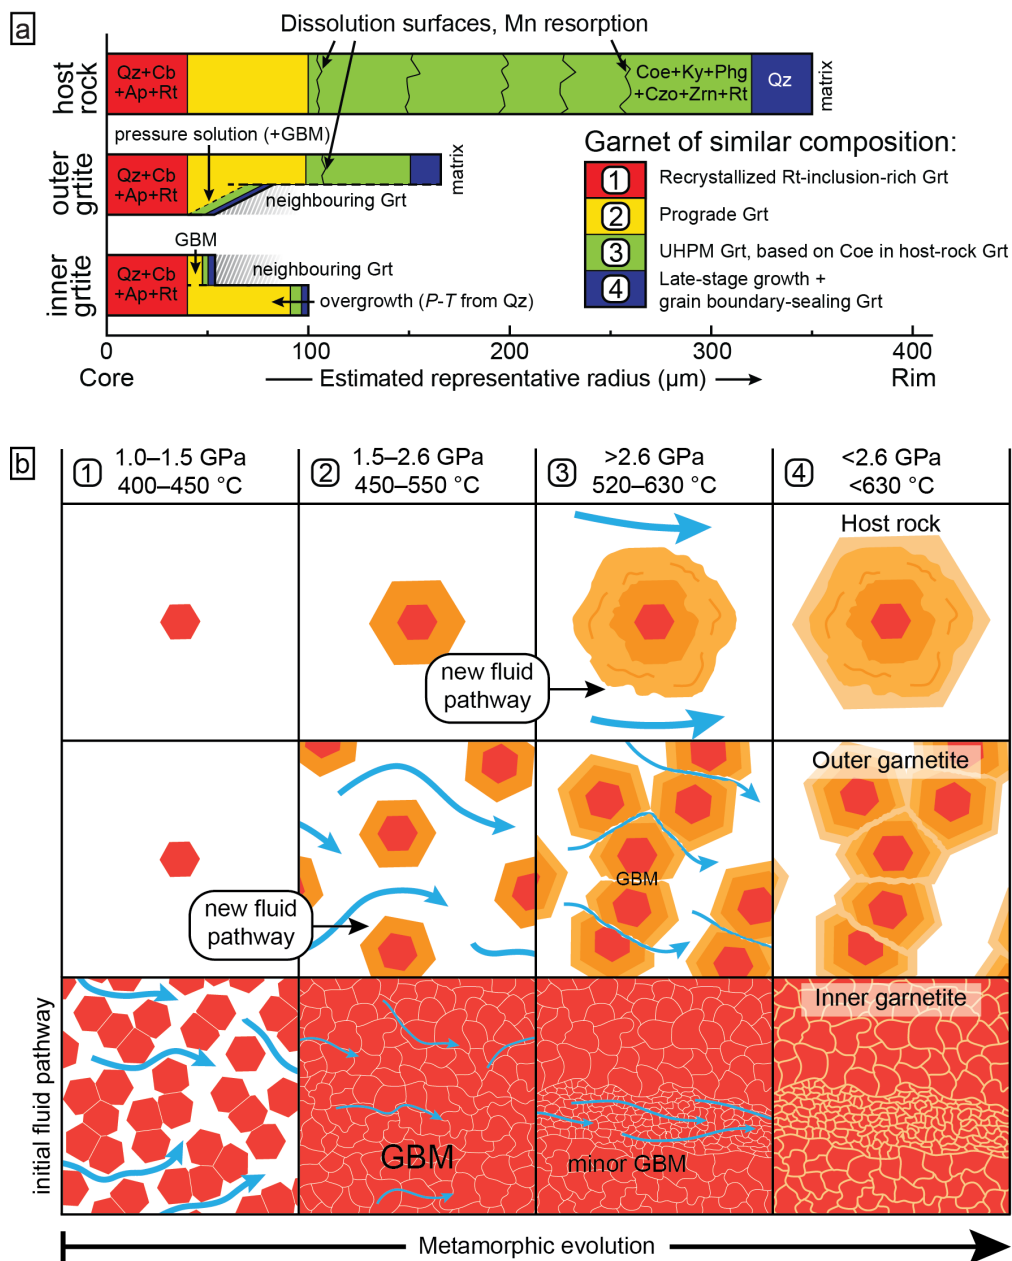 a
Dissolution surfaces, Mn resorption
host
rock
Qz+Cb
+Ap+Rt
Coe+Ky+Phg
+Czo+Zrn+Rt
Qz
matrix
pressure solution (+GBM)
outer
grtite
Qz+Cb
+Ap+Rt
neighbouring Grt
matrix
GBM
inner
grtite
Qz+Cb
+Ap+Rt
neighbouring Grt
overgrowth (P-T from Qz)
Garnet of similar composition:
1 Recrystallized Rt-inclusion-rich Grt
2 Prograde Grt
3 UHPM Grt, based on Coe in host-rock Grt
4 Late-stage growth +
grain boundary-sealing Grt
0 100 200 300 400
Core Estimated representative radius (µm) Rim
b
1 1.0–1.5 GPa
400–450 °C
2 1.5–2.6 GPa
450–550 °C
3 >2.6 GPa
520–630 °C
4 <2.6 GPa
<630 °C
Host rock
new fluid
pathway
Outer garnetite
GBM
new fluid
pathway
initial fluid pathway
Inner garnetite
GBM
minor GBM
Metamorphic evolution